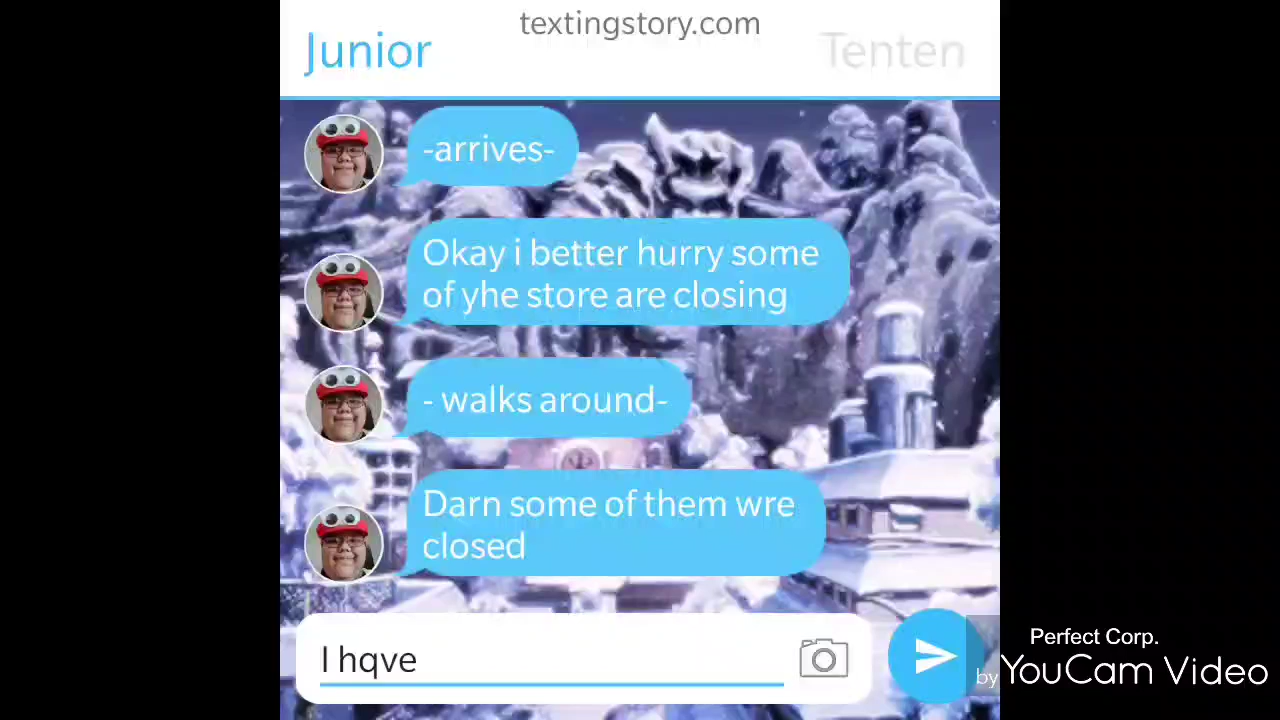 textingstory.com
Junior
Tenten
-arrives-
Okay i better hurry some
of yhe store are closing
- walks around-
Darn some of them wre
closed
I hqve
Perfect Corp.
by YouCam Video